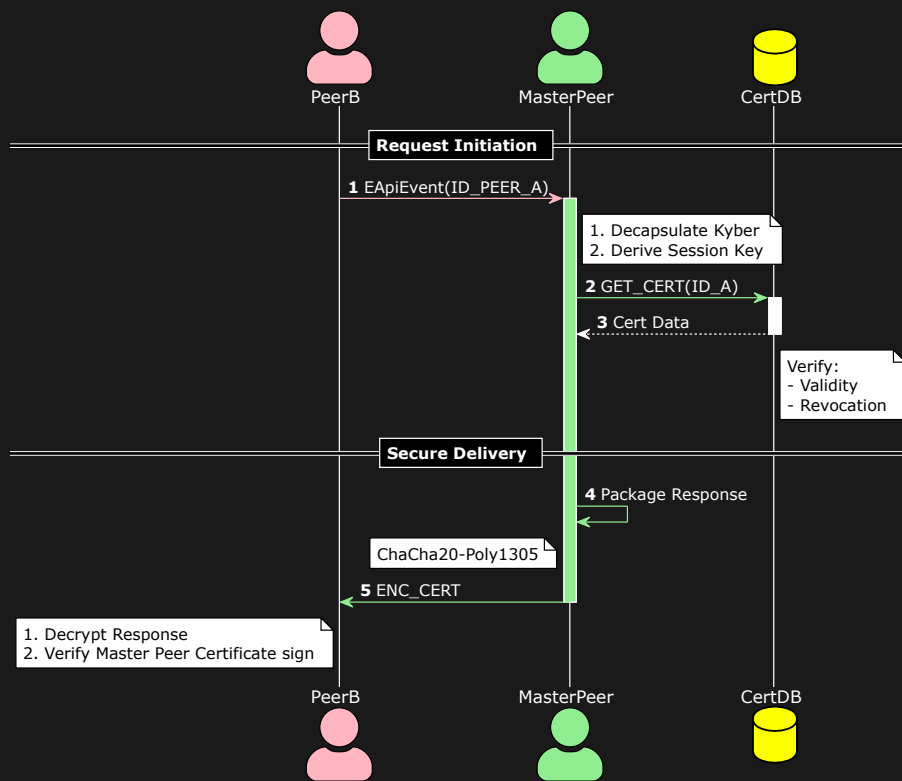 PeerB
MasterPeer
CertDB
Request Initiation
1 EApiEvent(ID_PEER_A)
1. Decapsulate Kyber
2. Derive Session Key
2 GET_CERT(ID_A)
3 Cert Data
Verify:
- Validity
- Revocation
Secure Delivery
4 Package Response
ChaCha20-Poly1305
5 ENC_CERT
1. Decrypt Response
2. Verify Master Peer Certificate sign
PeerB
MasterPeer
CertDB